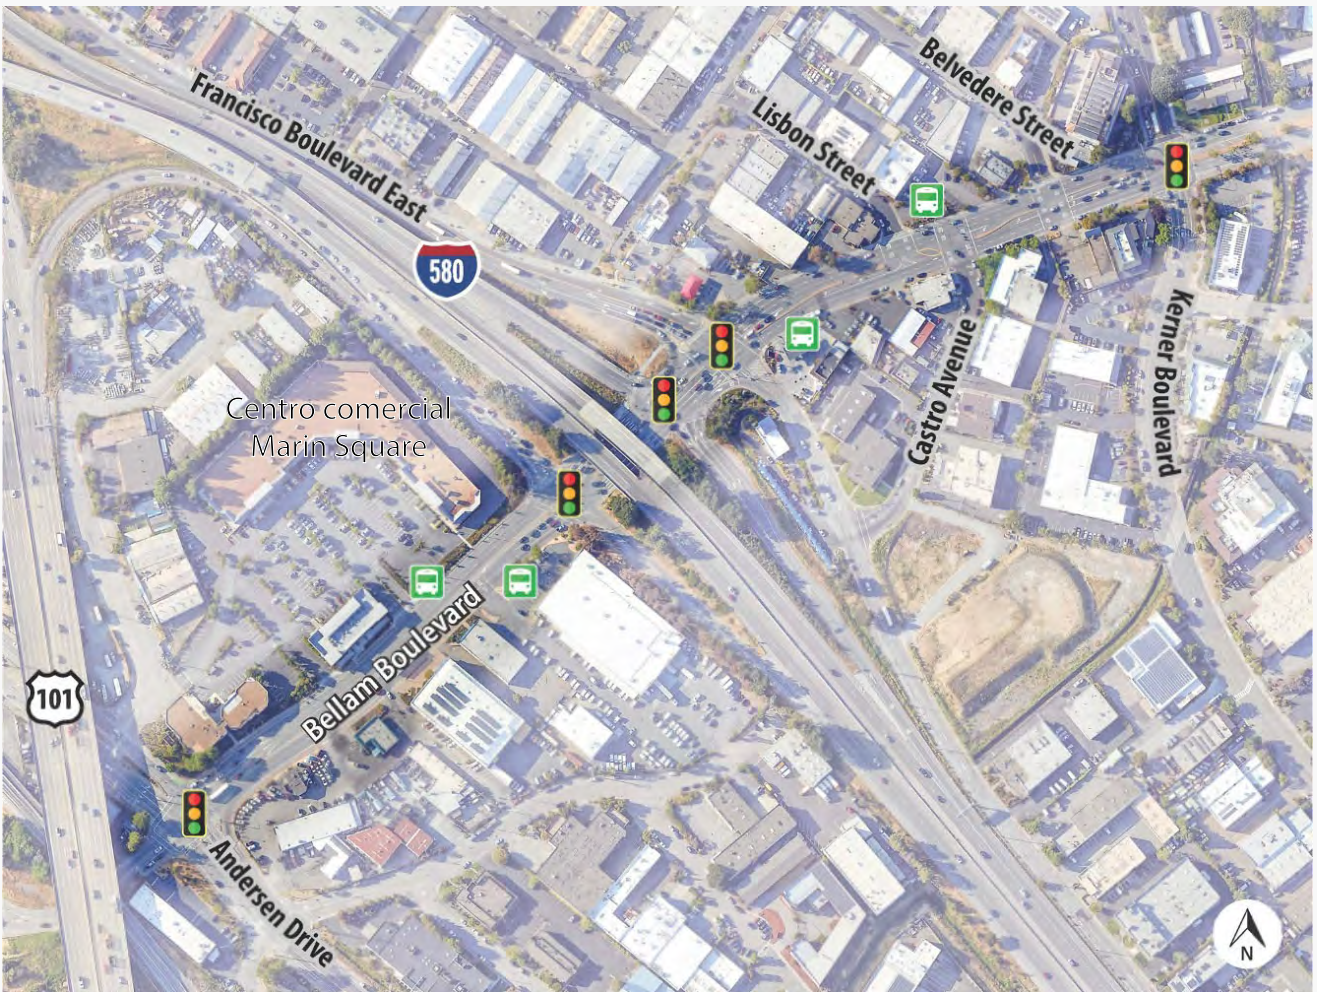 Belvedere Street
Francisco Boulevard East
Lisbon Street
580
Kerner Boulevard
Castro Avenue
Centro comercial
Marin Square
Bellam Boulevard
101
Andersen Drive
N